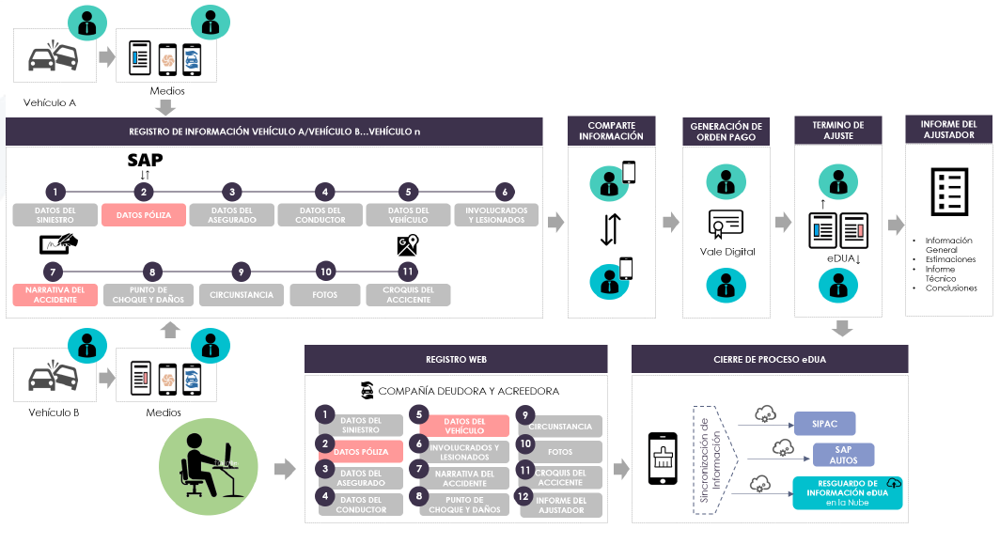 Vehículo A
Medios
REGISTRO DE INFORMACIÓN VEHÍCULO A/VEHÍCULO B...VEHÍCULO n
SAP
1
2
3
4
5
6
DATOS DEL
SINIESTRO
DATOS PÓLIZA
DATOS DEL
ASEGURADO
DATOS DEL
CONDUCTOR
DATOS DEL
VEHÍCULO
INVOLUCRADOS
Y LESIONADOS
7
8
9
10
11
NARRATIVA DEL
ACCIDENTE
PUNTO DE
CHOQUE Y DAÑOS
CIRCUNSTANCIA
FOTOS
CROQUIS DEL
ACCICENTE
COMPARTE
INFORMACIÓN
GENERACIÓN DE
ORDEN PAGO
Vale Digital
TERMINO DE
AJUSTE
eDUA
INFORME DEL
AJUSTADOR
• Información
General
• Estimaciones
• Informe
Técnico
• Conclusiones
Vehículo B
Medios
REGISTRO WEB
COMPAÑÍA DEUDORA Y ACREEDORA
1 DATOS DEL
SINIESTRO
2 DATOS PÓLIZA
3 DATOS DEL
ASEGURADO
4 DATOS DEL
CONDUCTOR
5 DATOS DEL
VEHÍCULO
6 INVOLUCRADOS Y
LESIONADOS
7 NARRATIVA DEL
ACCIDENTE
8 PUNTO DE
CHOQUE Y DAÑOS
9 CIRCUNSTANCIA
10 FOTOS
11 CROQUIS DEL
ACCICENTE
12 INFORME DEL
AJUSTADOR
CIERRE DE PROCESO eDUA
Sincronización de
Información
SIPAC
SAP
AUTOS
RESGUARDO DE
INFORMACIÓN eDUA
en la Nube